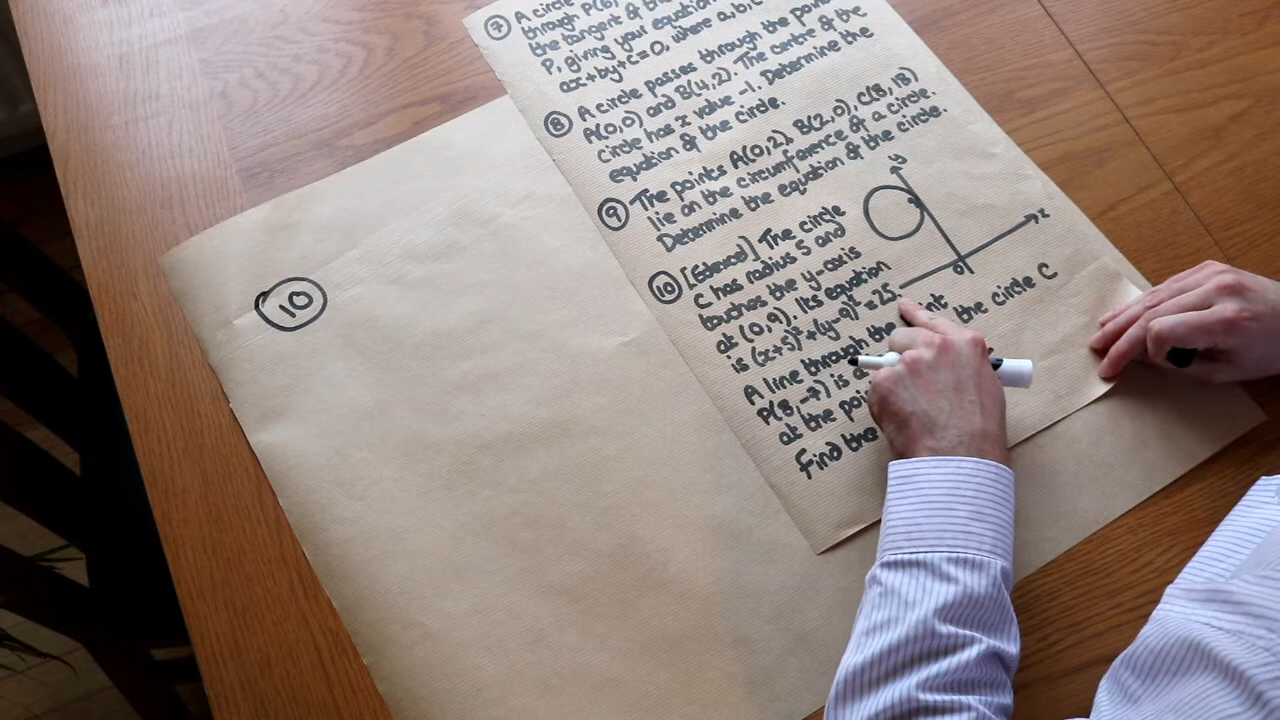 ⑦ A circle
through P(6,
the tangent of the
P, giving your equation
ax+by+c=0, where a,b,c
⑧ A circle passes through the points
A(0,0) and B(4,2). The centre of the
circle has x value -1. Determine the
equation of the circle.
⑨ The points A(0,2), B(2,0), C(8,18)
lie on the circumference of a circle.
Determine the equation of the circle.
⑩ [Edexcel] The circle
C has radius 5 and
touches the y-axis
at (0,9). Its equation
is (x+5)²+(y-9)²=25.
A line through the
P(8,-7) is a
the circle C
at the
Find the
y
x
0
⑩